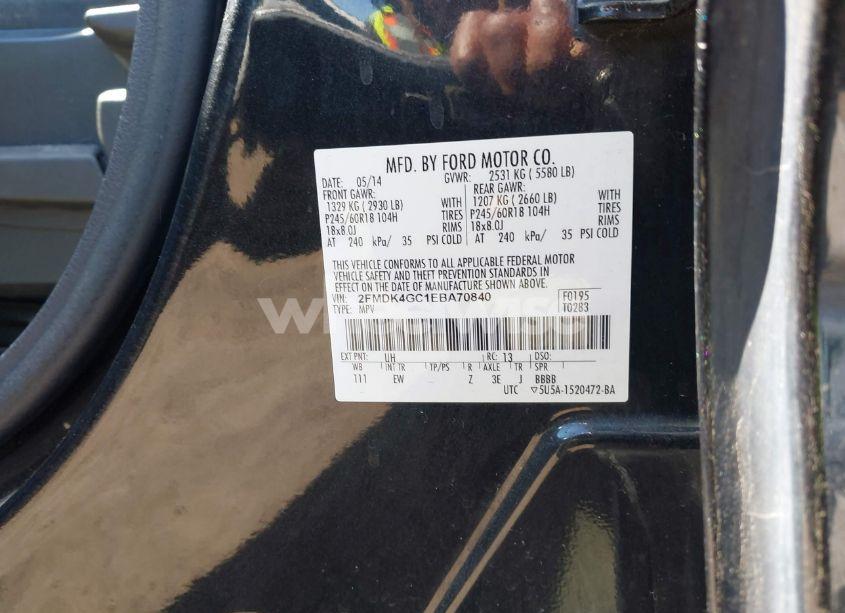 MFD. BY FORD MOTOR CO.
DATE: 05/14 GVWR: 2531 KG ( 5580 LB)
FRONT GAWR: REAR GAWR:
1329 KG ( 2930 LB) WITH 1207 KG ( 2660 LB) WITH
P245/60R18 104H TIRES P245/60R18 104H TIRES
18x8.0J RIMS 18x8.0J RIMS
AT 240 kPa/ 35 PSI COLD AT 240 kPa/ 35 PSI COLD
THIS VEHICLE CONFORMS TO ALL APPLICABLE FEDERAL MOTOR
VEHICLE SAFETY AND THEFT PREVENTION STANDARDS IN
EFFECT ON THE DATE OF MANUFACTURE SHOWN ABOVE.
VIN: 2FMDK4GC1EBA70840 F0195
TYPE: MPV T0283
EXT PNT: UH RC: 13 DSO:
WB INT TR TP/PS R AXLE TR SPR
111 EW Z 3E J BBBB
UTC ▽5U5A-1520472-BA